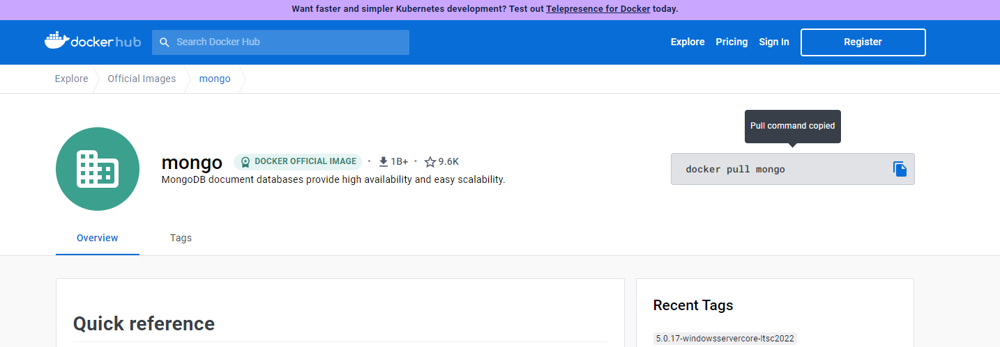 Want faster and simpler Kubernetes development? Test out Telepresence for Docker today.
dockerhub
Search Docker Hub
Explore
Pricing
Sign In
Register
Explore
Official Images
mongo
Pull command copied
mongo
DOCKER OFFICIAL IMAGE
1B+
9.6K
MongoDB document databases provide high availability and easy scalability.
docker pull mongo
Overview
Tags
Quick reference
Recent Tags
5.0.17-windowsservercore-ltsc2022